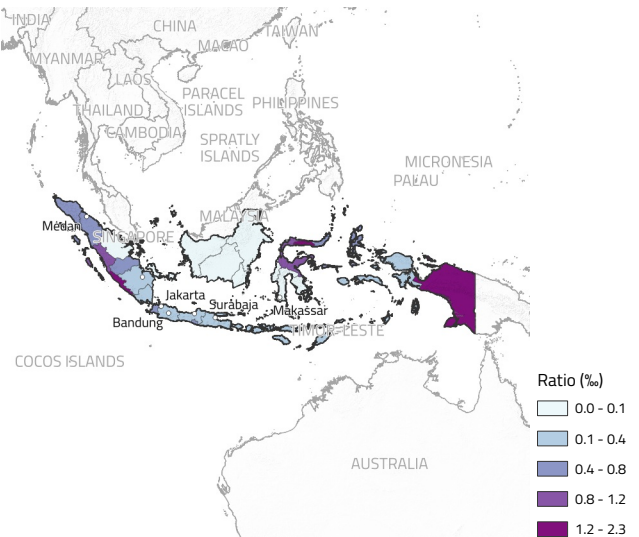 INDIA
CHINA
TAIWAN
MACAO
MYANMAR
LAOS
PARACEL
ISLANDS
PHILIPPINES
THAILAND
CAMBODIA
SPRATLY
ISLANDS
MICRONESIA
PALAU
MALAYSIA
Medan
SINGAPORE
Jakarta
Surabaja
Makassar
Bandung
TIMOR-LESTE
COCOS ISLANDS
AUSTRALIA
Ratio (‰)
0.0 - 0.1
0.1 - 0.4
0.4 - 0.8
0.8 - 1.2
1.2 - 2.3